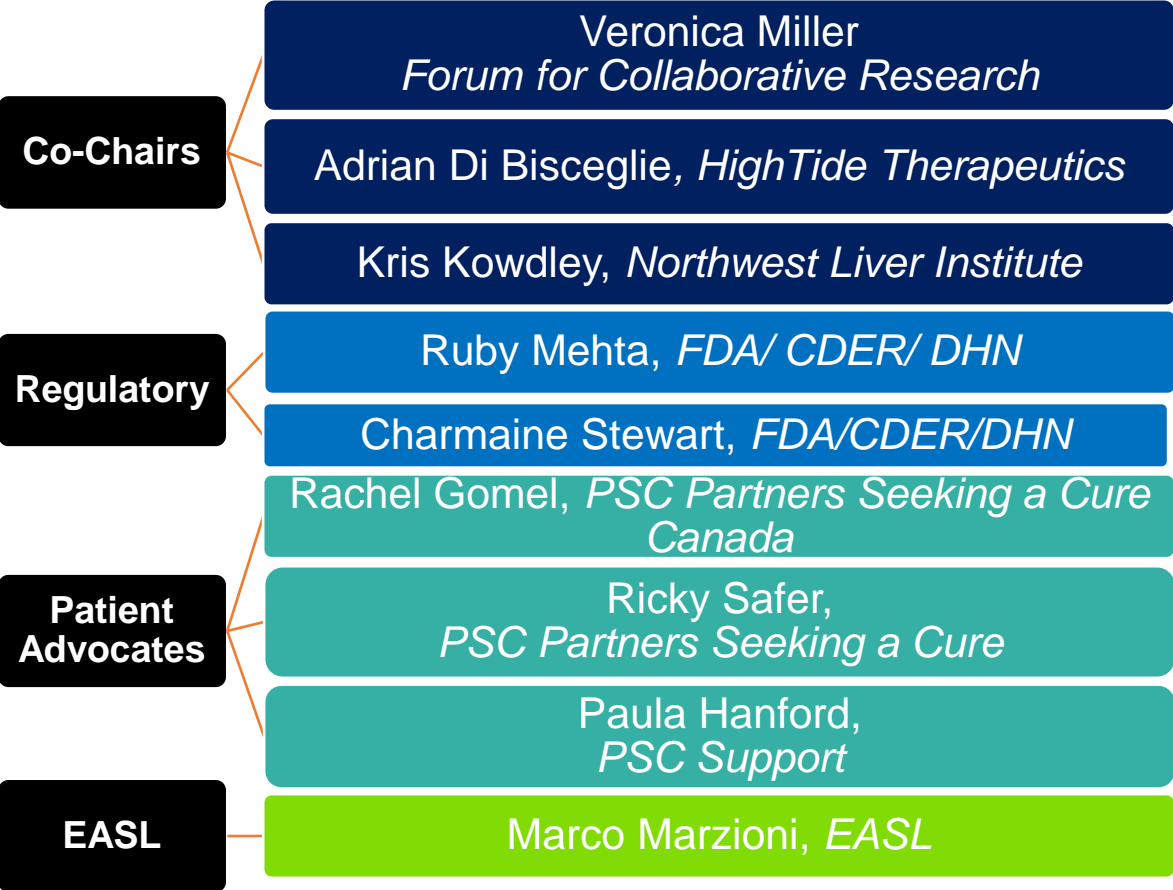 Co-Chairs
Veronica Miller
Forum for Collaborative Research
Adrian Di Bisceglie, HighTide Therapeutics
Kris Kowdley, Northwest Liver Institute
Regulatory
Ruby Mehta, FDA/ CDER/ DHN
Charmaine Stewart, FDA/CDER/DHN
Patient
Advocates
Rachel Gomel, PSC Partners Seeking a Cure
Canada
Ricky Safer,
PSC Partners Seeking a Cure
Paula Hanford,
PSC Support
EASL
Marco Marzioni, EASL